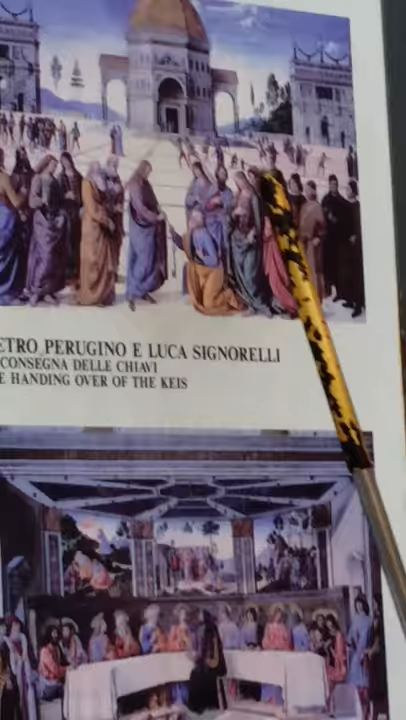 ETRO PERUGINO E LUCA SIGNORELLI
CONSEGNA DELLE CHIAVI
E HANDING OVER OF THE KEIS